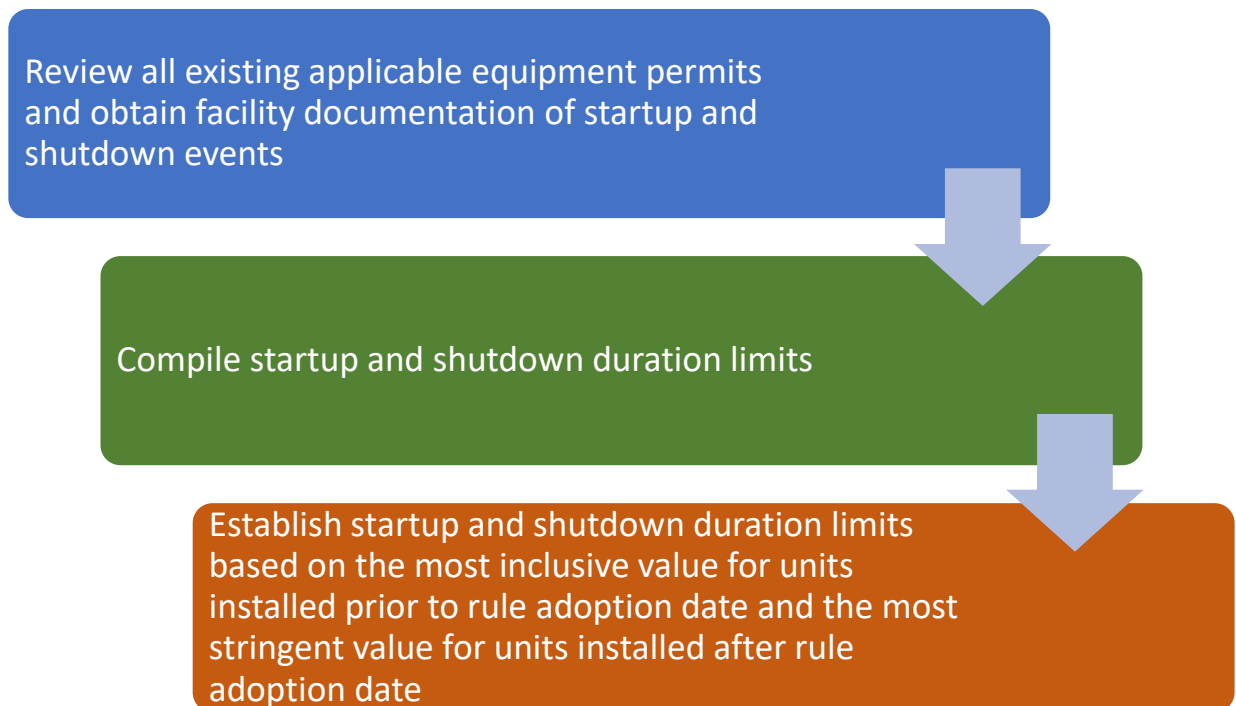 Review all existing applicable equipment permits
and obtain facility documentation of startup and
shutdown events
Compile startup and shutdown duration limits
Establish startup and shutdown duration limits
based on the most inclusive value for units
installed prior to rule adoption date and the most
stringent value for units installed after rule
adoption date